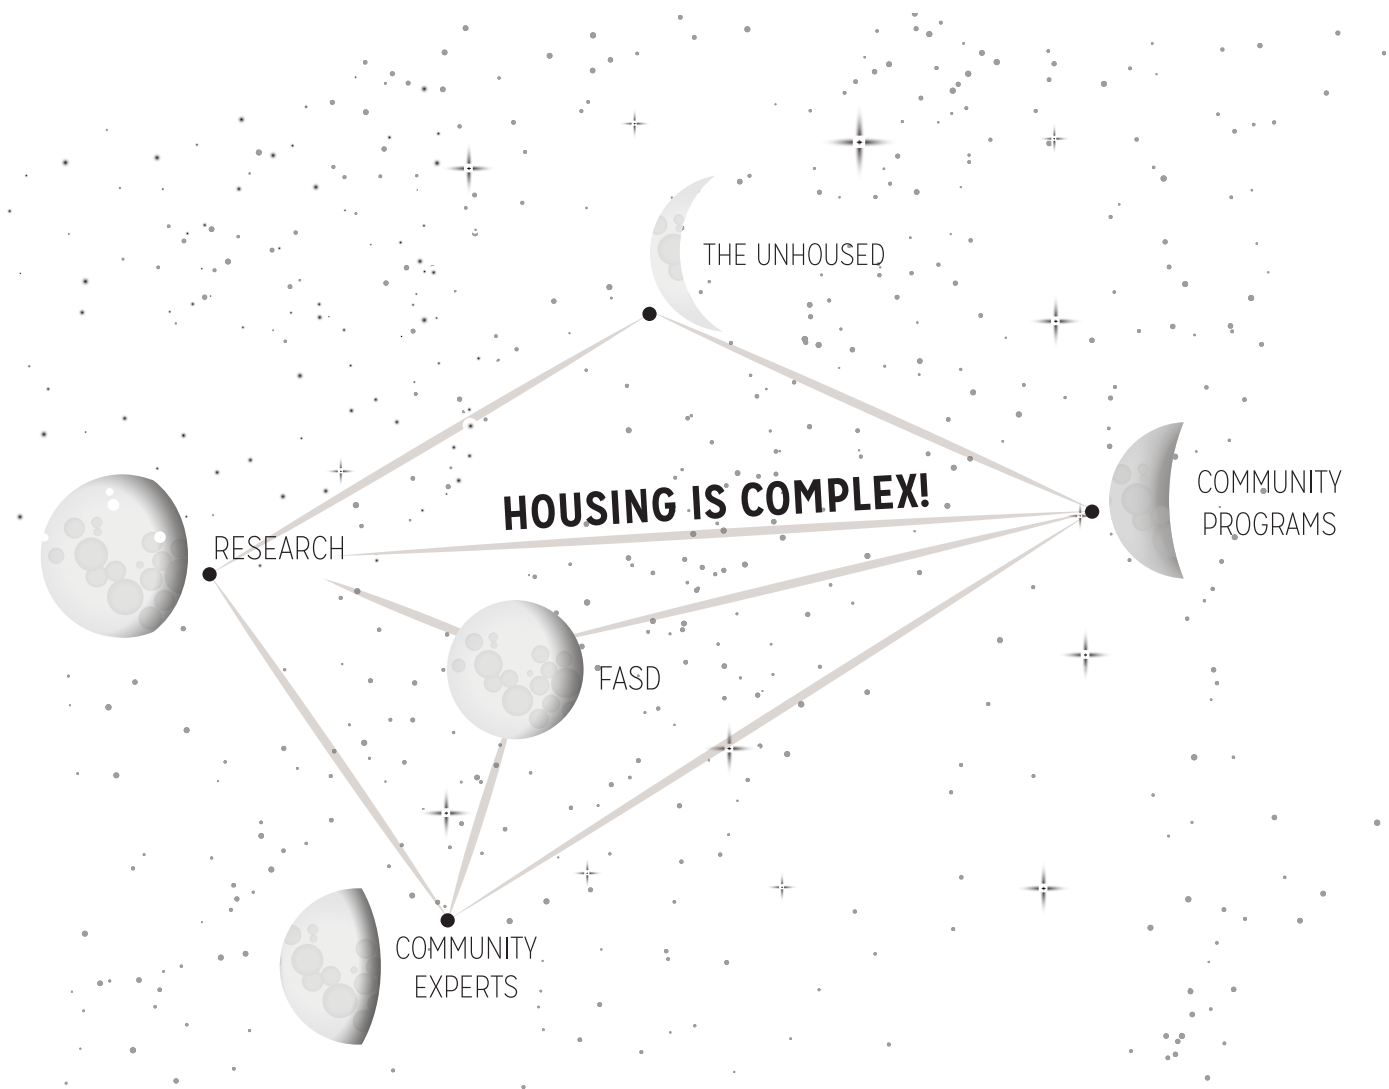 THE UNHOUSED
HOUSING IS COMPLEX!
COMMUNITY
PROGRAMS
RESEARCH
FASD
COMMUNITY
EXPERTS